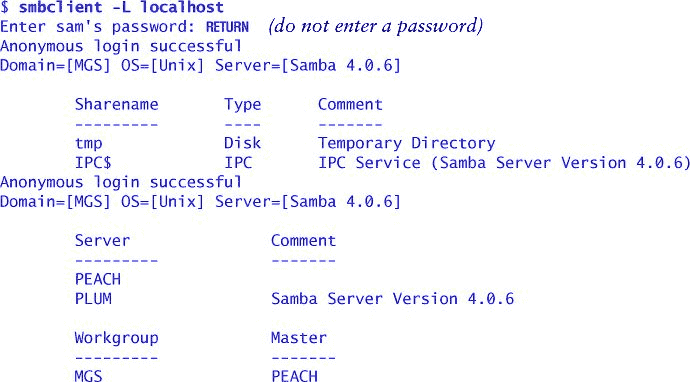 $ smbclient -L localhost
Enter sam's password: RETURN (do not enter a password)
Anonymous login successful
Domain=[MGS] OS=[Unix] Server=[Samba 4.0.6]
Sharename Type Comment
--------- ---- -------
tmp Disk Temporary Directory
IPC$ IPC IPC Service (Samba Server Version 4.0.6)
Anonymous login successful
Domain=[MGS] OS=[Unix] Server=[Samba 4.0.6]
Server Comment
--------- -------
PEACH
PLUM Samba Server Version 4.0.6
Workgroup Master
--------- -------
MGS PEACH